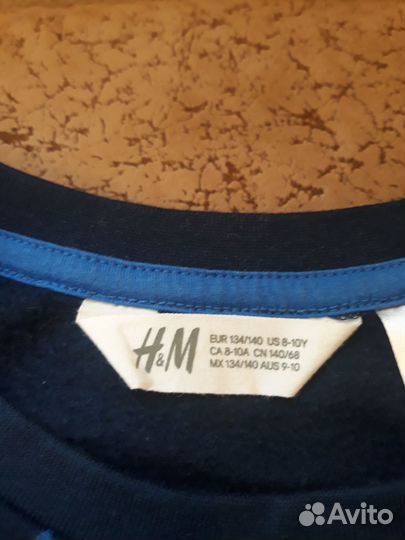 H&M
EUR 134/140 US 8-10Y
CA 8-10A CN 140/68
MX 134/140 AUS 9-10
Avito